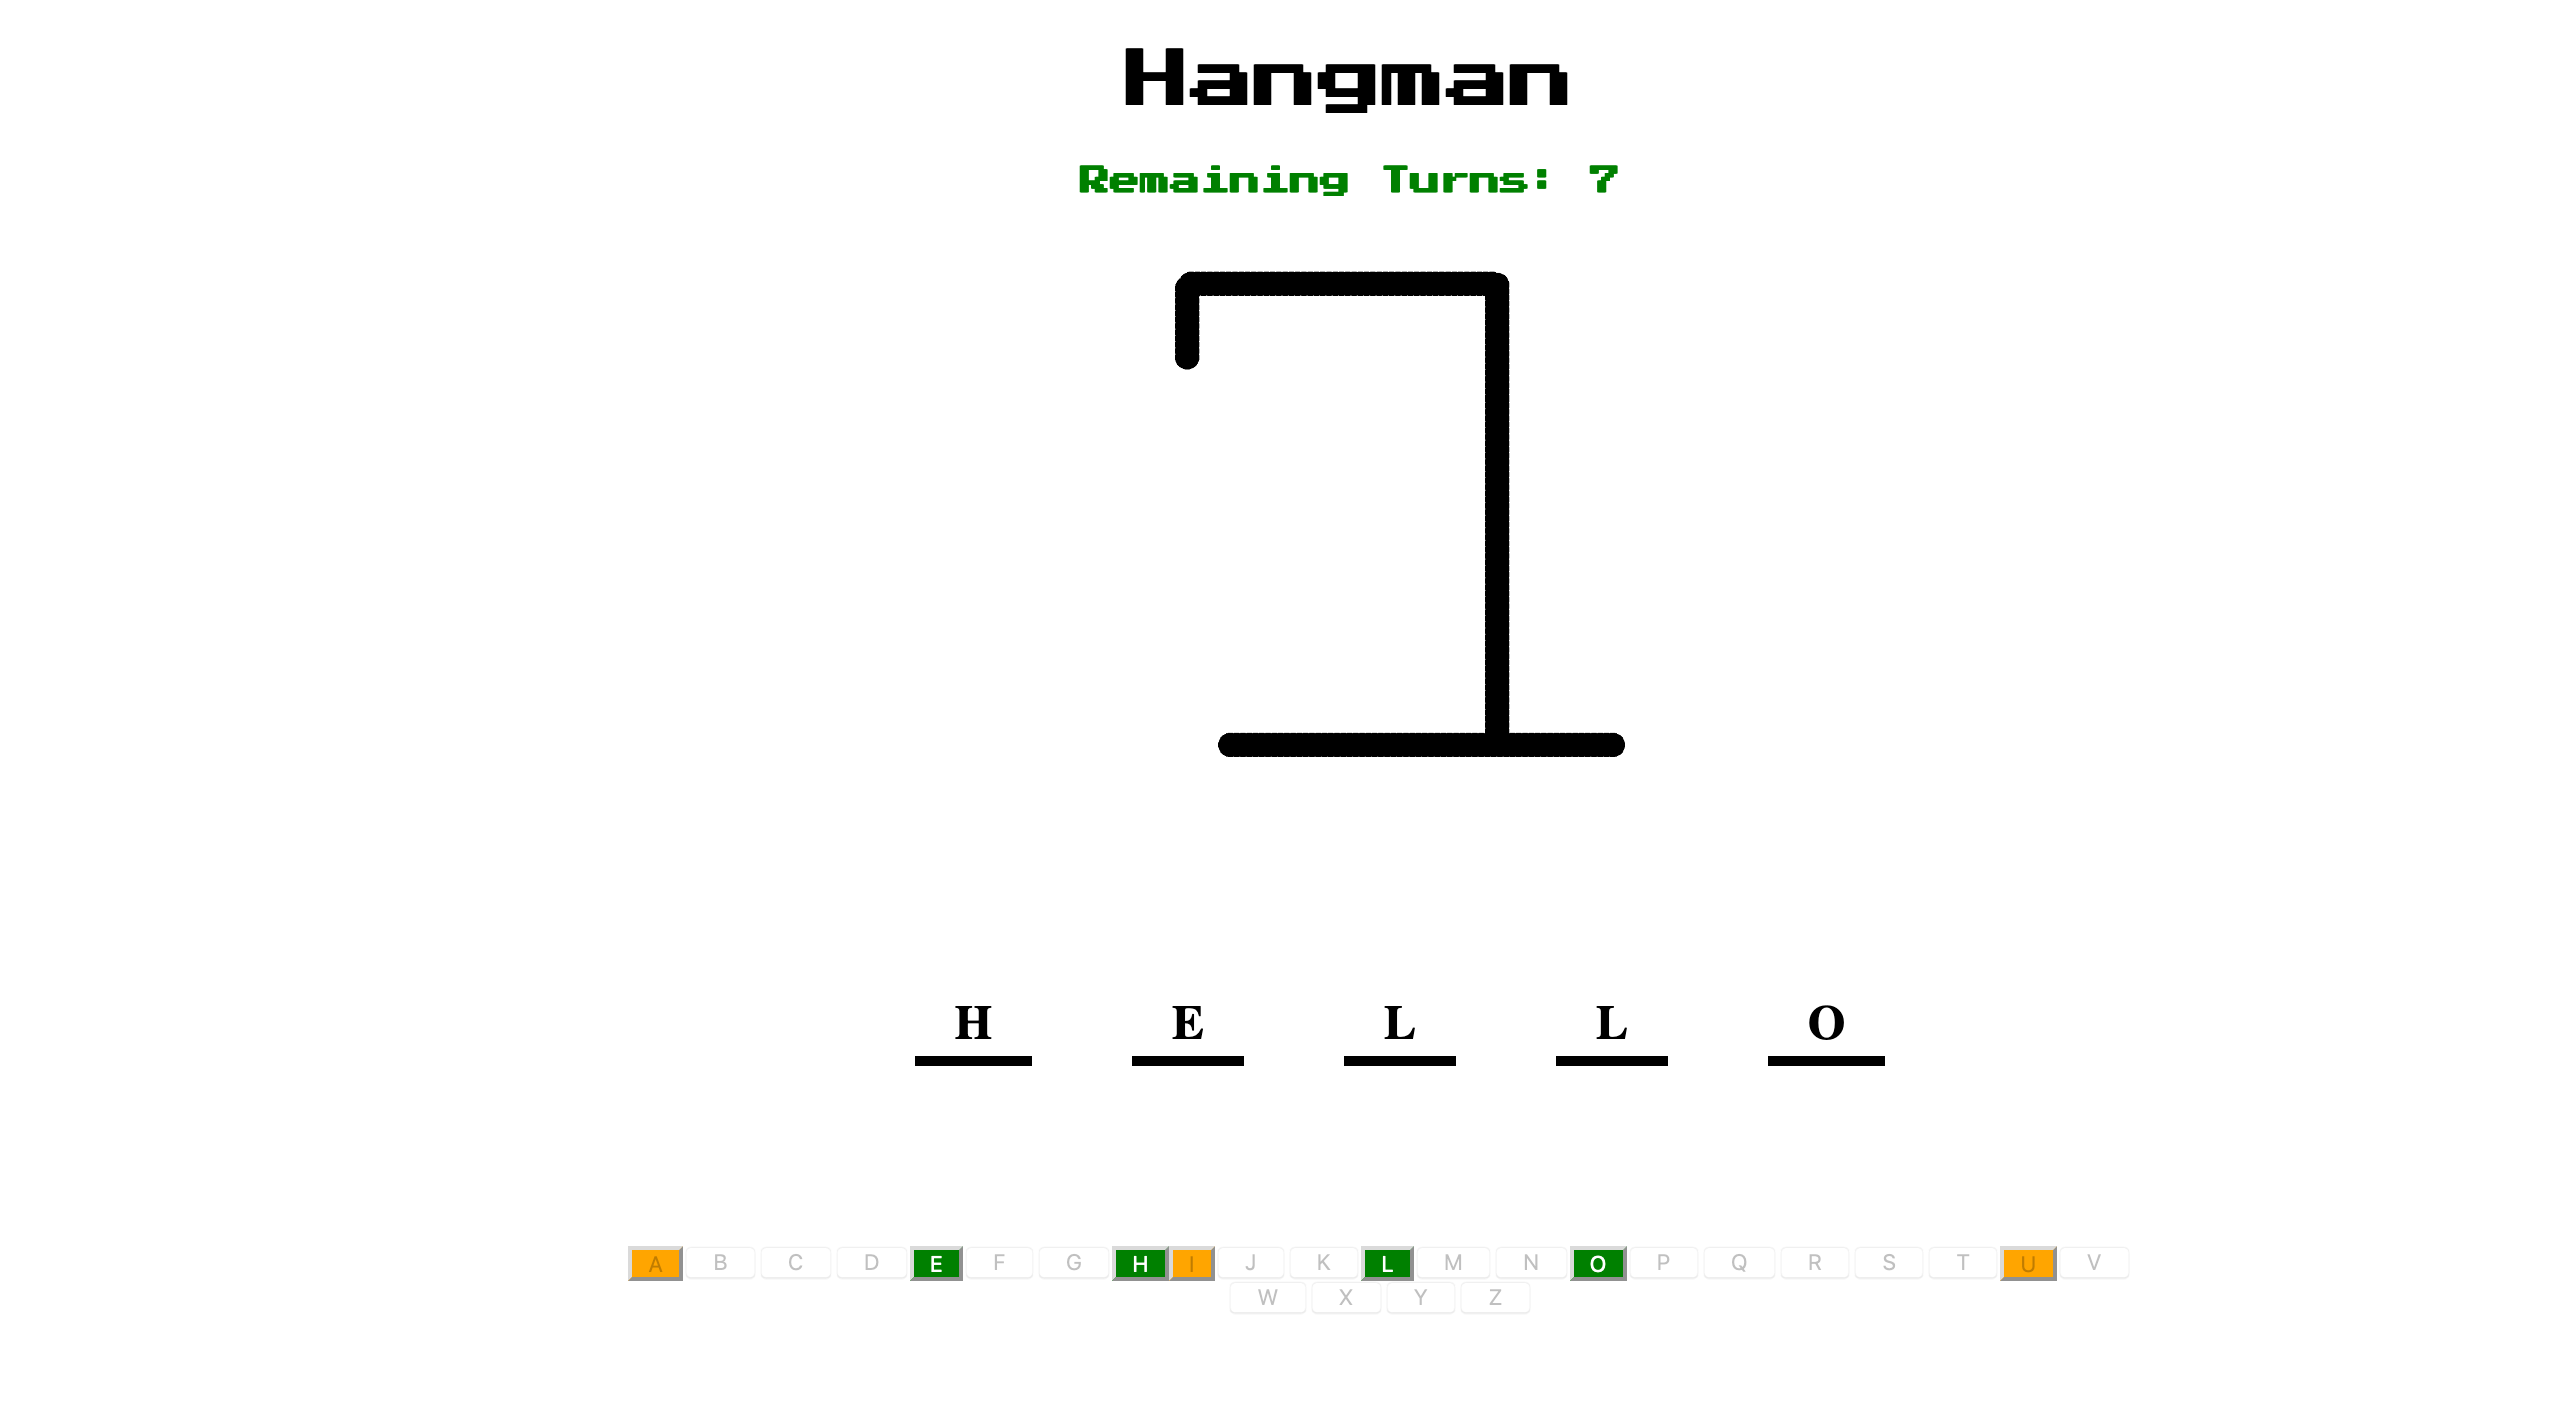 Hangman
Remaining Turns: 7
H E L L O
A B C D E F G H I J K L M N O P Q R S T U V
W X Y Z